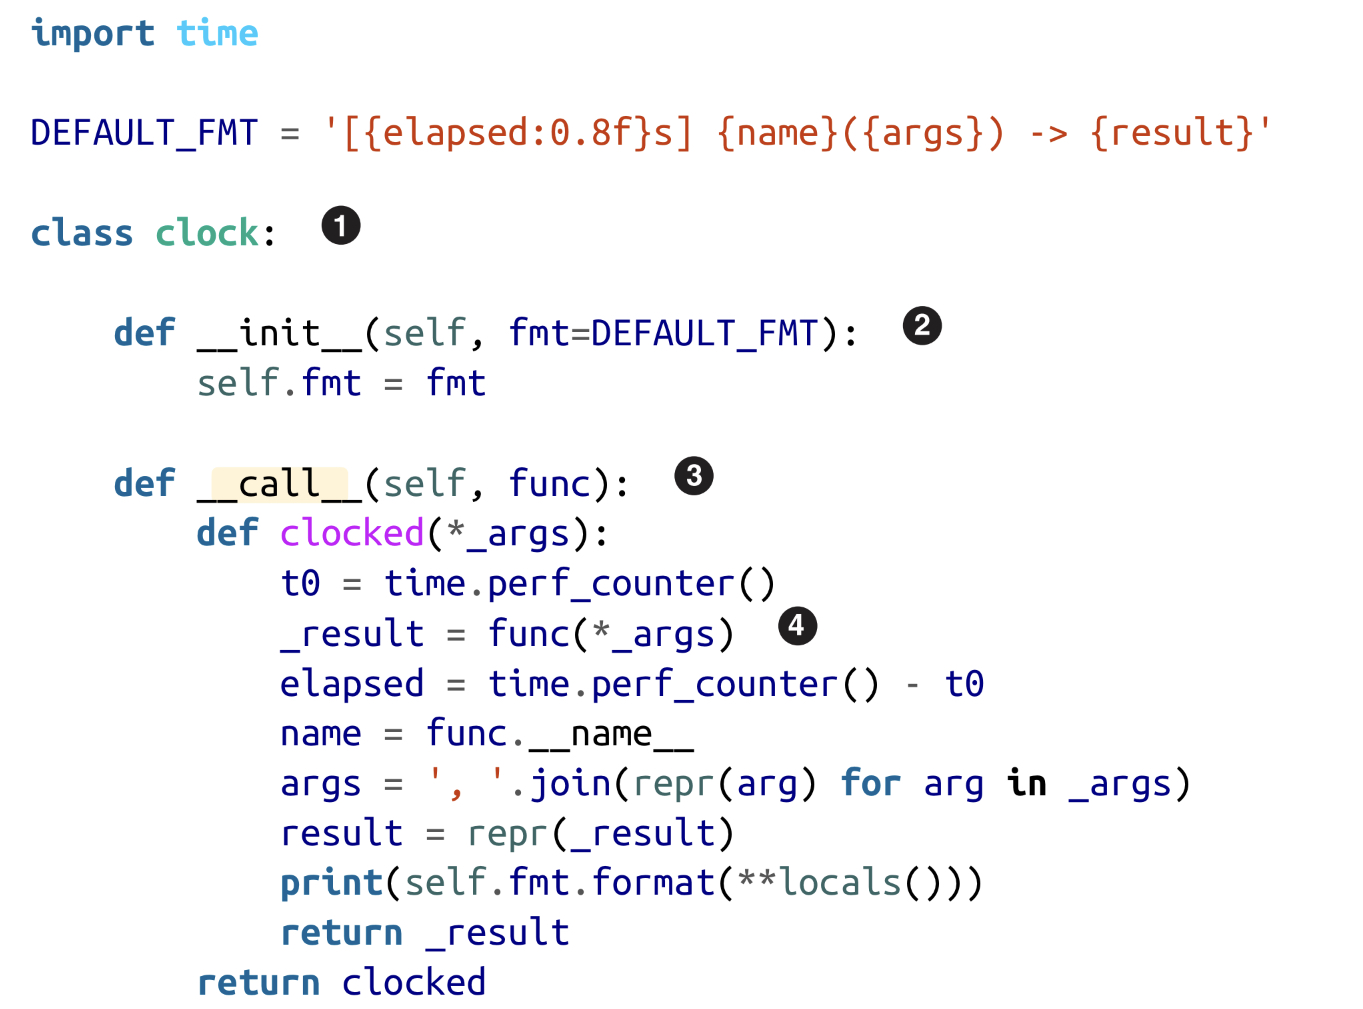 import time
DEFAULT_FMT = '[{elapsed:0.8f}s] {name}({args}) -> {result}'
class clock: ❶
    def __init__(self, fmt=DEFAULT_FMT): ❷
        self.fmt = fmt
    def __call__(self, func): ❸
        def clocked(*_args):
            t0 = time.perf_counter()
            _result = func(*_args) ❹
            elapsed = time.perf_counter() - t0
            name = func.__name__
            args = ', '.join(repr(arg) for arg in _args)
            result = repr(_result)
            print(self.fmt.format(**locals()))
            return _result
        return clocked